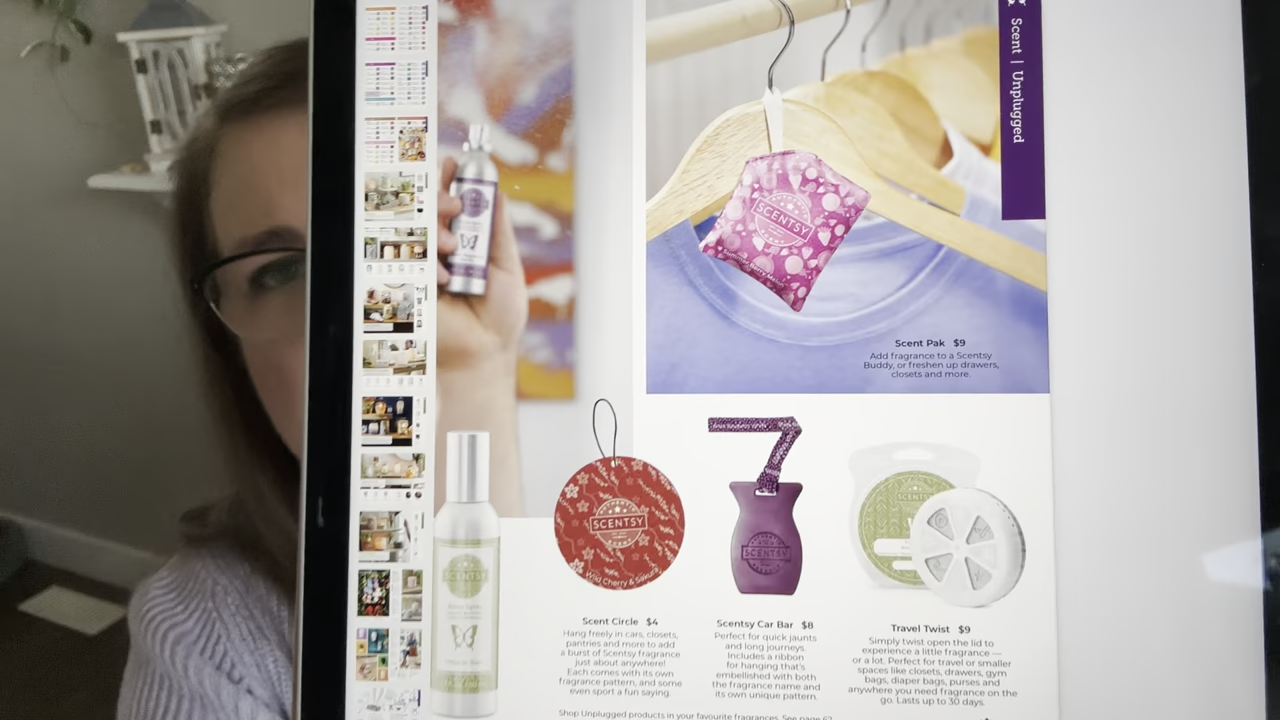 Scent | Unplugged
SCENTSY
Summer Berry Melon
Scent Pak $9
Add fragrance to a Scentsy
Buddy, or freshen up drawers,
closets and more.
SCENTSY
SCENTSY
Wild Cherry & Sakura
SCENTSY
SCENTSY
Scent Circle $4
Hang freely in cars, closets,
pantries and more to add
a burst of Scentsy fragrance
just about anywhere!
Each comes with its own
fragrance pattern, and some
even sport a fun saying.
Scentsy Car Bar $8
Perfect for quick jaunts
and long journeys.
Includes a ribbon
for hanging that's
embellished with both
the fragrance name and
its own unique pattern.
Travel Twist $9
Simply twist open the lid to
experience a little fragrance —
or a lot. Perfect for travel or smaller
spaces like closets, drawers, gym
bags, diaper bags, purses and
anywhere you need fragrance on the
go. Lasts up to 30 days.
Shop Unplugged products in your favourite fragrances. See page 62